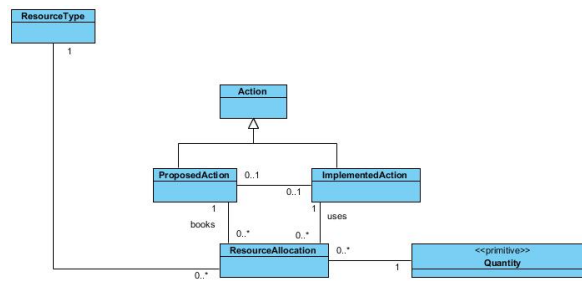 ResourceType
1
Action
ProposedAction
0..1
0..1
ImplementedAction
1
books
0..*
1
uses
0..*
ResourceAllocation
0..*
0..*
1
<<primitive>>
Quantity